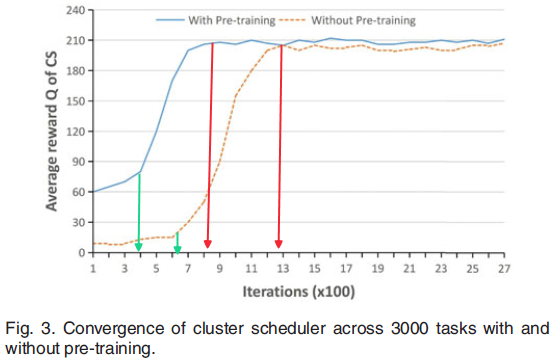 With Pre-training Without Pre-training
Average reward Q of CS
240
210
180
150
120
90
60
30
0
1 3 5 7 9 11 13 15 17 19 21 23 25 27
Iterations (x100)
Fig. 3. Convergence of cluster scheduler across 3000 tasks with and
without pre-training.